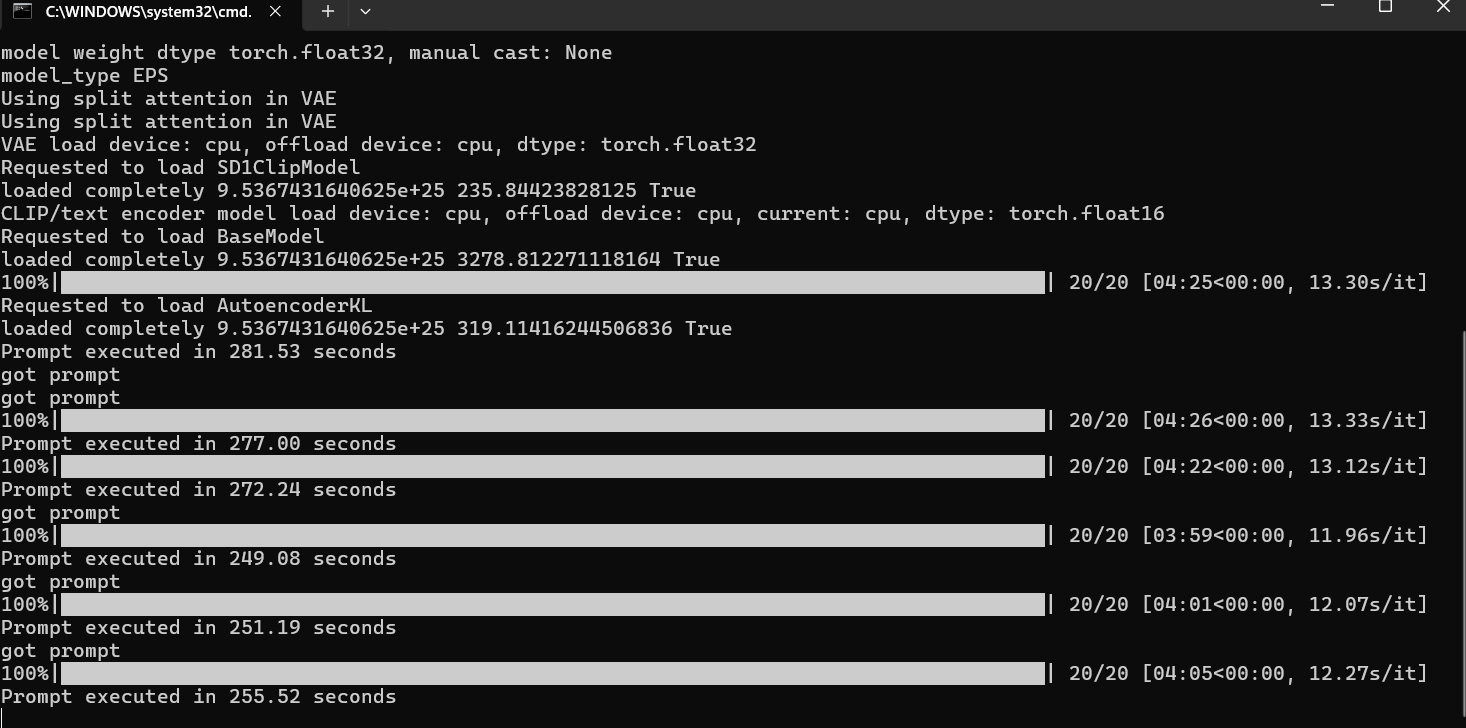 C:\WINDOWS\system32\cmd.
model weight dtype torch.float32, manual cast: None
model_type EPS
Using split attention in VAE
Using split attention in VAE
VAE load device: cpu, offload device: cpu, dtype: torch.float32
Requested to load SD1ClipModel
loaded completely 9.5367431640625e+25 235.84423828125 True
CLIP/text encoder model load device: cpu, offload device: cpu, current: cpu, dtype: torch.float16
Requested to load BaseModel
loaded completely 9.5367431640625e+25 3278.812271118164 True
100%| | 20/20 [04:25<00:00, 13.30s/it]
Requested to load AutoencoderKL
loaded completely 9.5367431640625e+25 319.11416244506836 True
Prompt executed in 281.53 seconds
got prompt
got prompt
100%| | 20/20 [04:26<00:00, 13.33s/it]
Prompt executed in 277.00 seconds
100%| | 20/20 [04:22<00:00, 13.12s/it]
Prompt executed in 272.24 seconds
got prompt
100%| | 20/20 [03:59<00:00, 11.96s/it]
Prompt executed in 249.08 seconds
got prompt
100%| | 20/20 [04:01<00:00, 12.07s/it]
Prompt executed in 251.19 seconds
got prompt
100%| | 20/20 [04:05<00:00, 12.27s/it]
Prompt executed in 255.52 seconds